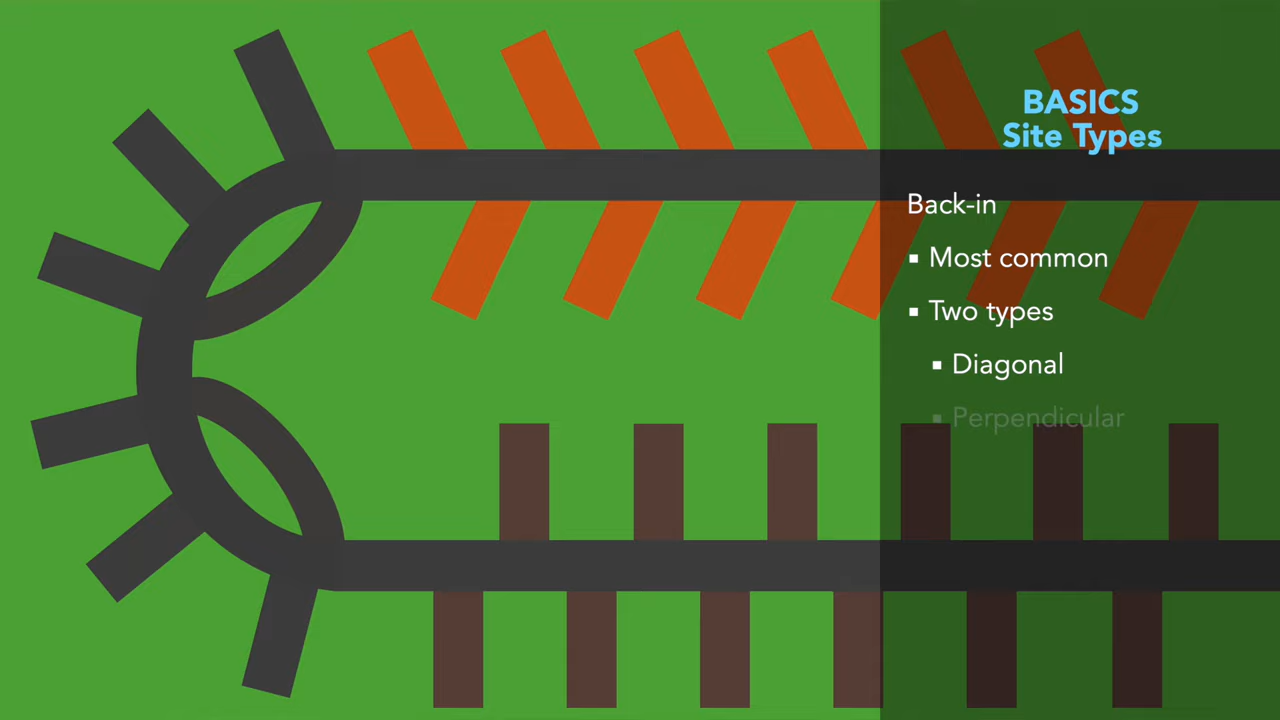 BASICS
Site Types
Back-in
▪ Most common
▪ Two types
▪ Diagonal
▪ Perpendicular